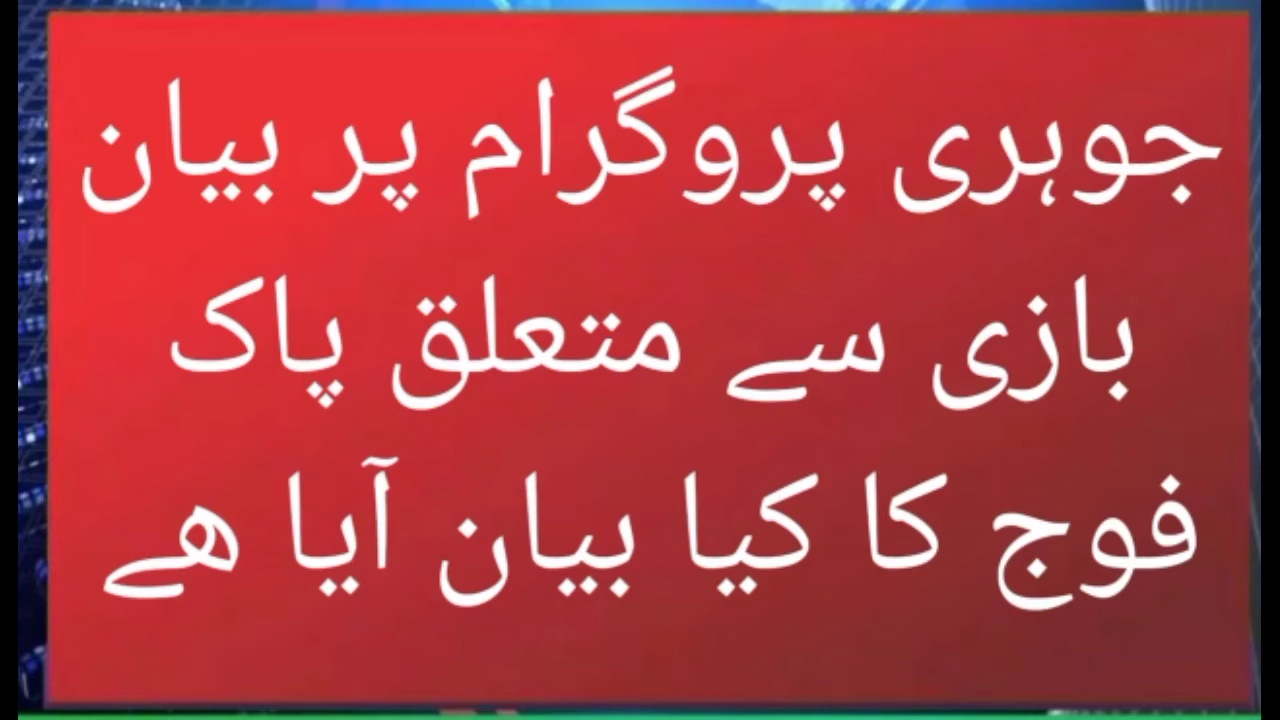 جوہری پروگرام پر بیان
بازی سے متعلق پاک
فوج کا کیا بیان آیا ھے